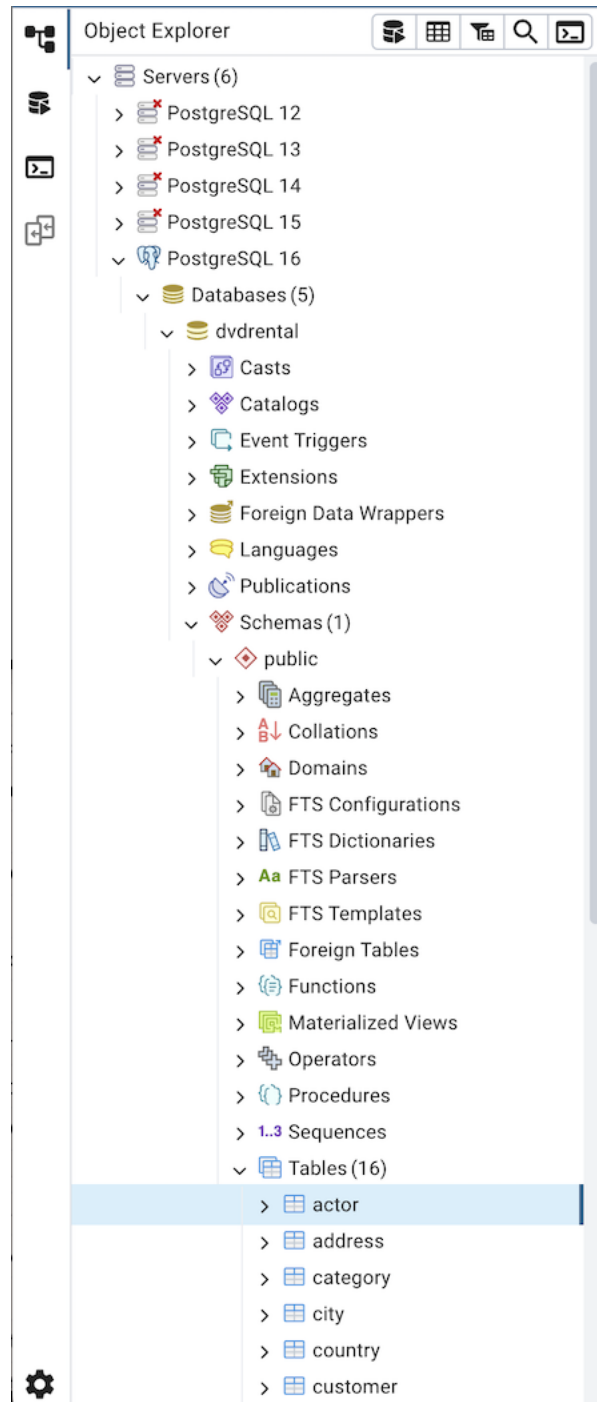 Object Explorer
Servers (6)
PostgreSQL 12
PostgreSQL 13
PostgreSQL 14
PostgreSQL 15
PostgreSQL 16
Databases (5)
dvdrental
Casts
Catalogs
Event Triggers
Extensions
Foreign Data Wrappers
Languages
Publications
Schemas (1)
public
Aggregates
Collations
Domains
FTS Configurations
FTS Dictionaries
Aa FTS Parsers
FTS Templates
Foreign Tables
Functions
Materialized Views
Operators
Procedures
1..3 Sequences
Tables (16)
actor
address
category
city
country
customer